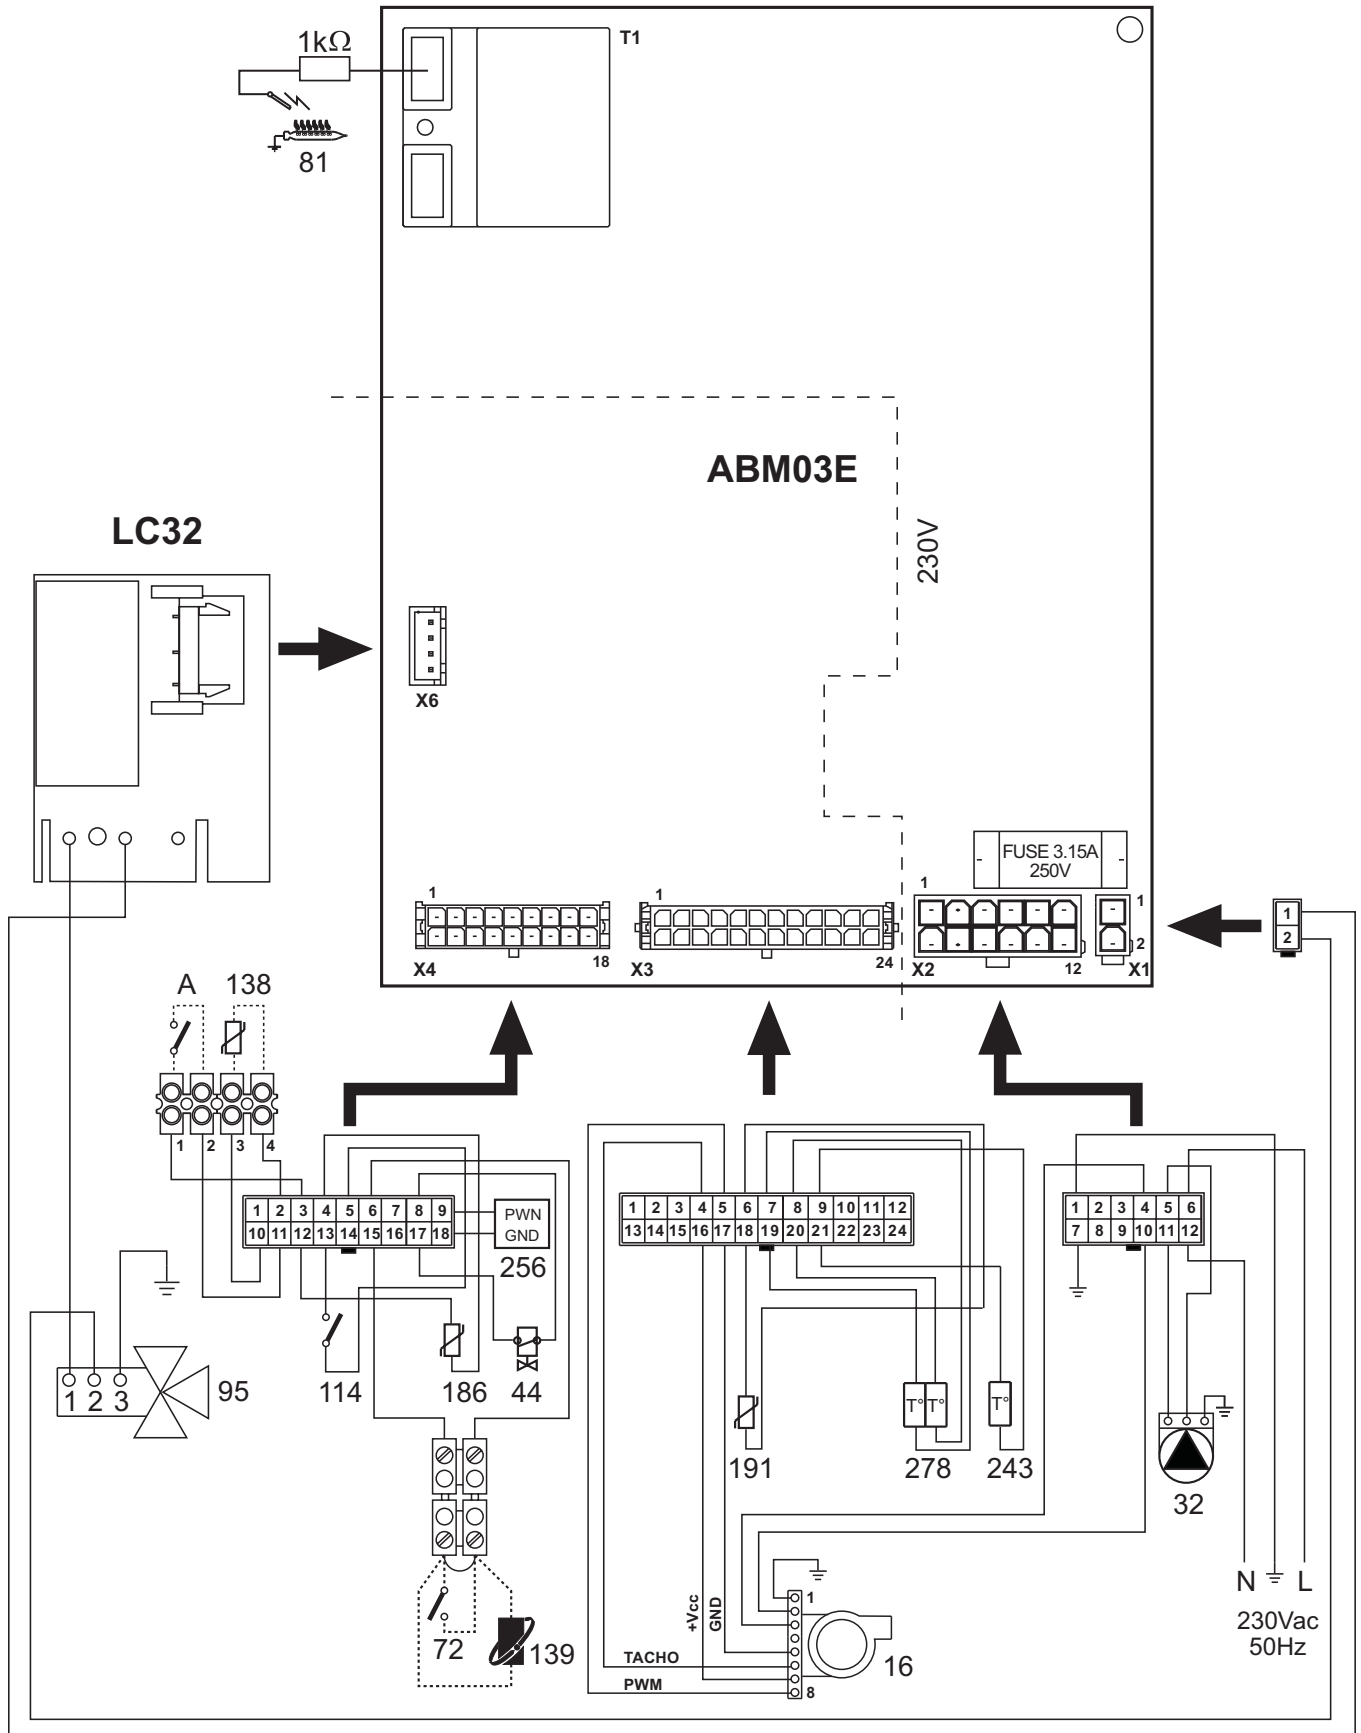 T1
1kΩ
81
ABM03E
230V
LC32
X6
FUSE 3.15A
250V
1
1
1
1
2
1
2
18
24
12
X4
X3
X2
X1
A
138
1
2
3
4
1 2 3 4 5 6 7 8 9
10 11 12 13 14 15 16 17 18
PWN
GND
256
1 2 3 4 5 6 7 8 9 10 11 12
13 14 15 16 17 18 19 20 21 22 23 24
1 2 3 4 5 6
7 8 9 10 11 12
1 2 3
95
114
186
44
191
T°
T°
278
T°
243
32
N
L
230Vac
50Hz
72
139
+Vcc
GND
TACHO
PWM
1
8
16